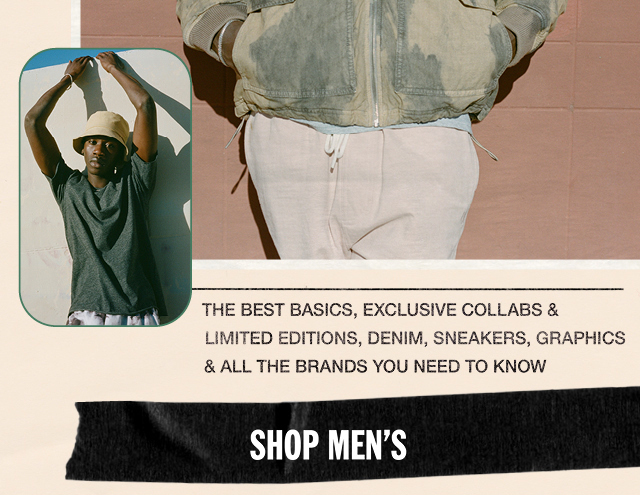 THE BEST BASICS, EXCLUSIVE COLLABS &
LIMITED EDITIONS, DENIM, SNEAKERS, GRAPHICS
& ALL THE BRANDS YOU NEED TO KNOW
SHOP MEN'S